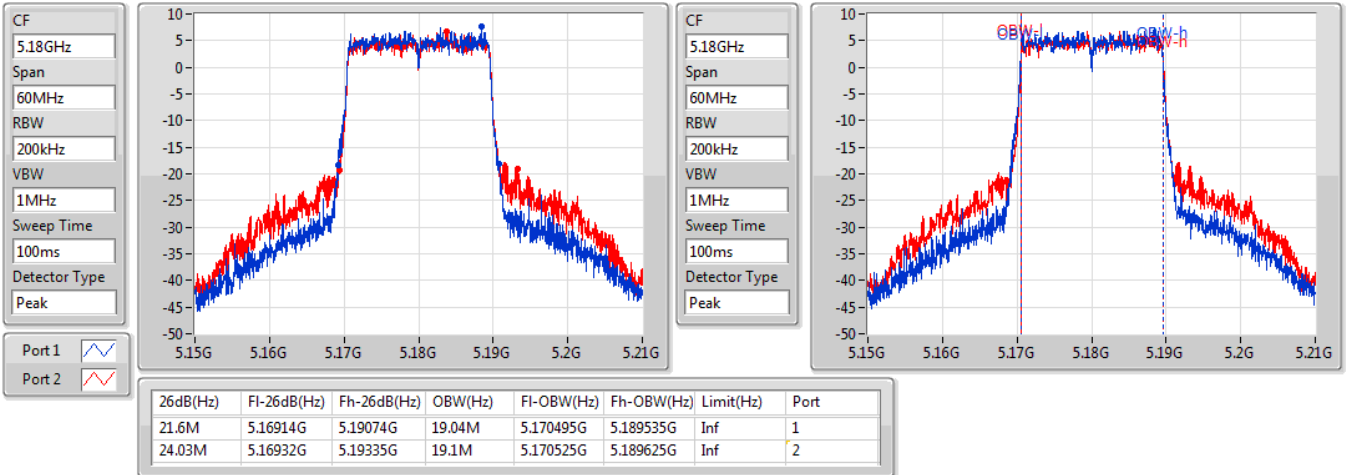 CF
5.18GHz
Span
60MHz
RBW
200kHz
VBW
1MHz
Sweep Time
100ms
Detector Type
Peak
Port 1
Port 2
10-
5-
0-
-5-
-10-
-15-
-20-
-25-
-30-
-35-
-40-
-45-
-50-
5.15G 5.16G 5.17G 5.18G 5.19G 5.2G 5.21G
CF
5.18GHz
Span
60MHz
RBW
200kHz
VBW
1MHz
Sweep Time
100ms
Detector Type
Peak
10-
5-
0-
-5-
-10-
-15-
-20-
-25-
-30-
-35-
-40-
-45-
-50-
OBW-l
OBW-h
OBW-h
5.15G 5.16G 5.17G 5.18G 5.19G 5.2G 5.21G
26dB(Hz) Fl-26dB(Hz) Fh-26dB(Hz) OBW(Hz) Fl-OBW(Hz) Fh-OBW(Hz) Limit(Hz) Port
21.6M 5.16914G 5.19074G 19.04M 5.170495G 5.189535G Inf 1
24.03M 5.16932G 5.19335G 19.1M 5.170525G 5.189625G Inf 2